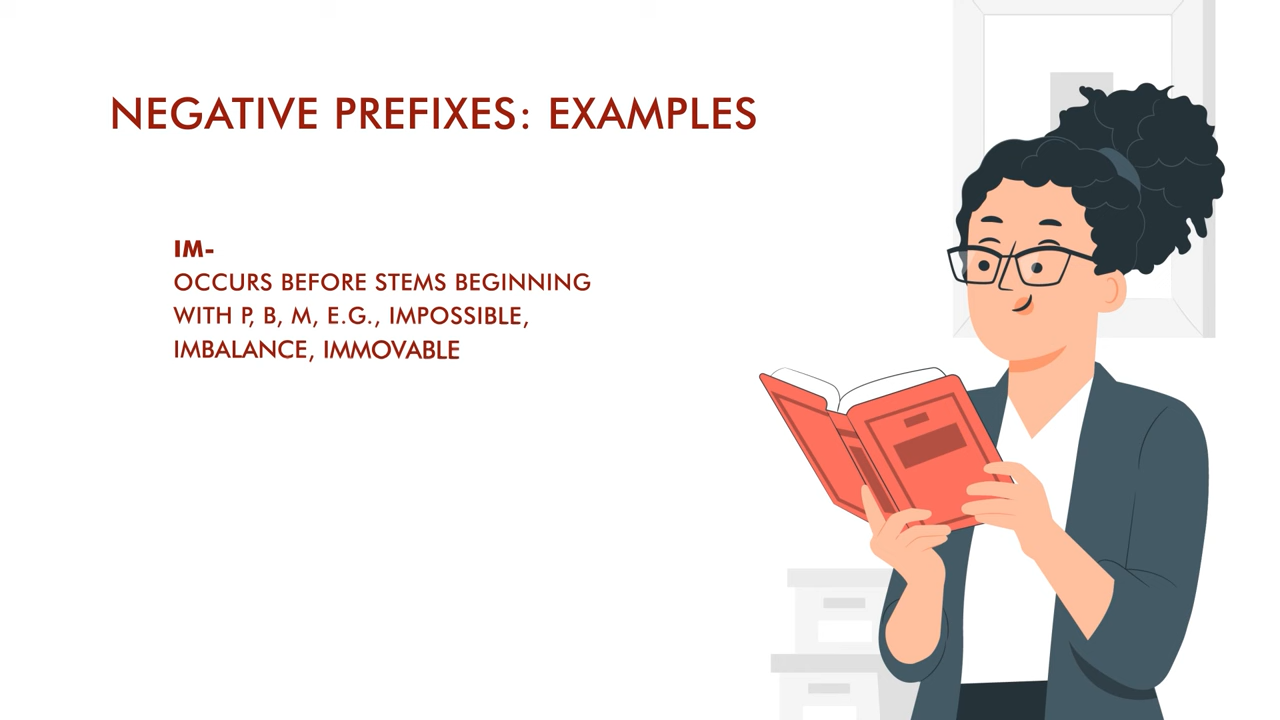 NEGATIVE PREFIXES: EXAMPLES
IM-
OCCURS BEFORE STEMS BEGINNING
WITH P, B, M, E.G., IMPOSSIBLE,
IMBALANCE, IMMOVABLE